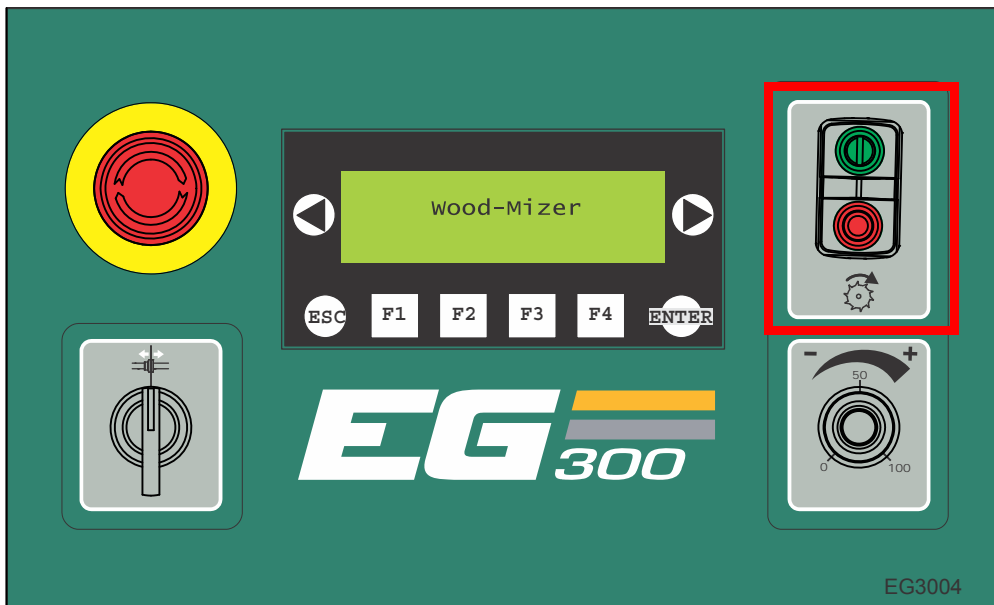 Wood-Mizer
ESC F1 F2 F3 F4 ENTER
- +
50
0 100
EG
300
EG3004